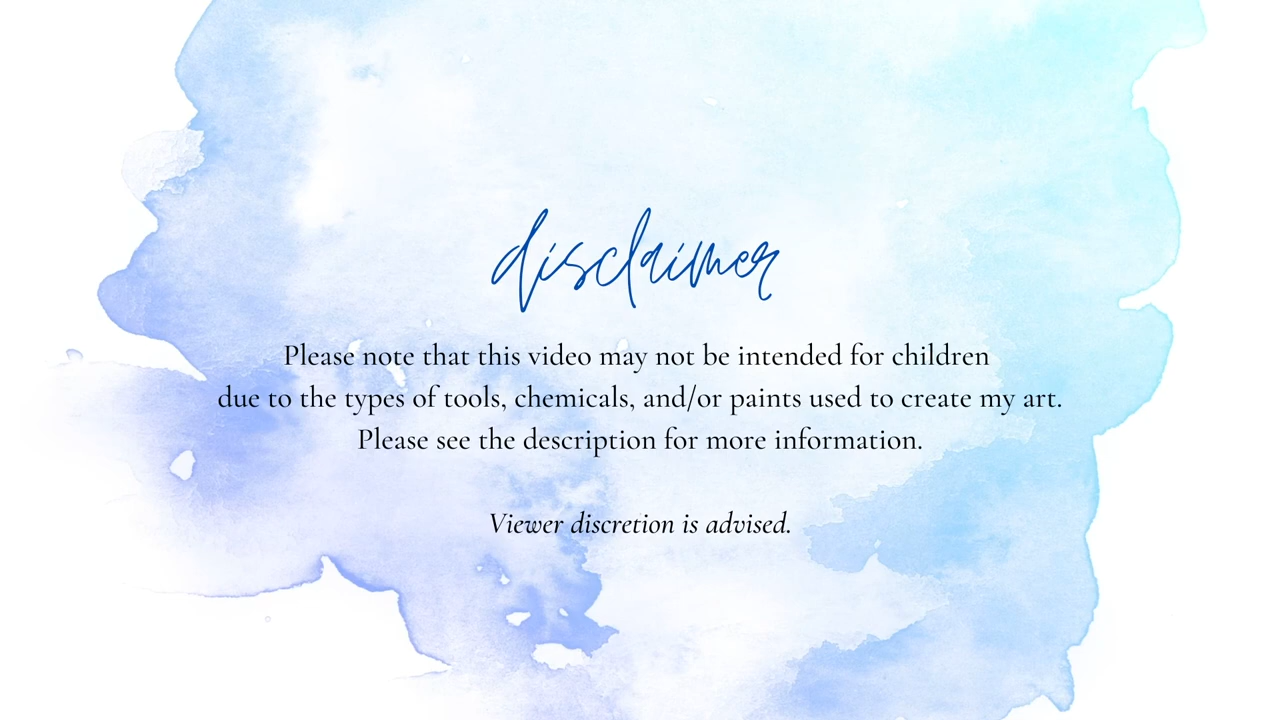 disclaimer
Please note that this video may not be intended for children
due to the types of tools, chemicals, and/or paints used to create my art.
Please see the description for more information.
Viewer discretion is advised.